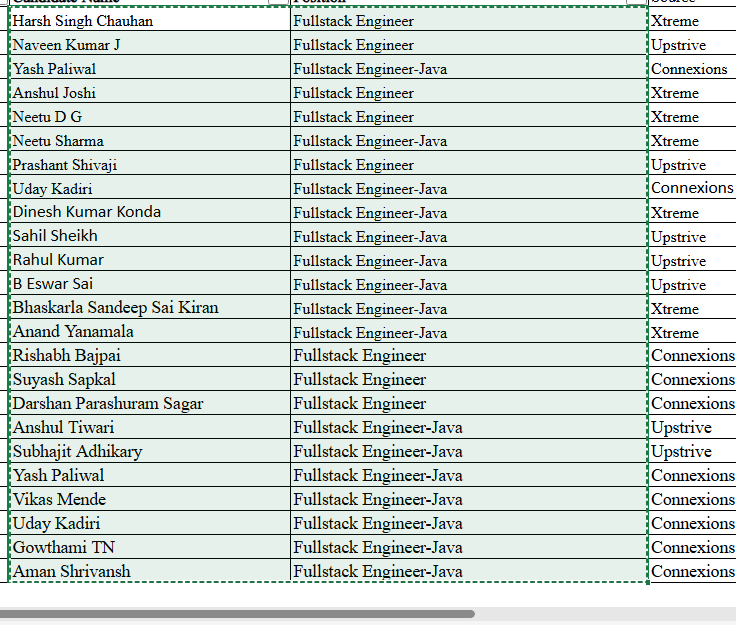 Candidate Name Position Source
Harsh Singh Chauhan Fullstack Engineer Xtreme
Naveen Kumar J Fullstack Engineer Upstrive
Yash Paliwal Fullstack Engineer-Java Connexions
Anshul Joshi Fullstack Engineer Xtreme
Neetu D G Fullstack Engineer Xtreme
Neetu Sharma Fullstack Engineer-Java Xtreme
Prashant Shivaji Fullstack Engineer Upstrive
Uday Kadiri Fullstack Engineer-Java Connexions
Dinesh Kumar Konda Fullstack Engineer-Java Xtreme
Sahil Sheikh Fullstack Engineer-Java Upstrive
Rahul Kumar Fullstack Engineer-Java Upstrive
B Eswar Sai Fullstack Engineer-Java Upstrive
Bhaskarla Sandeep Sai Kiran Fullstack Engineer-Java Xtreme
Anand Yanamala Fullstack Engineer-Java Xtreme
Rishabh Bajpai Fullstack Engineer Connexions
Suyash Sapkal Fullstack Engineer Connexions
Darshan Parashuram Sagar Fullstack Engineer Connexions
Anshul Tiwari Fullstack Engineer-Java Upstrive
Subhajit Adhikary Fullstack Engineer-Java Upstrive
Yash Paliwal Fullstack Engineer-Java Connexions
Vikas Mende Fullstack Engineer-Java Connexions
Uday Kadiri Fullstack Engineer-Java Connexions
Gowthami TN Fullstack Engineer-Java Connexions
Aman Shrivansh Fullstack Engineer-Java Connexions